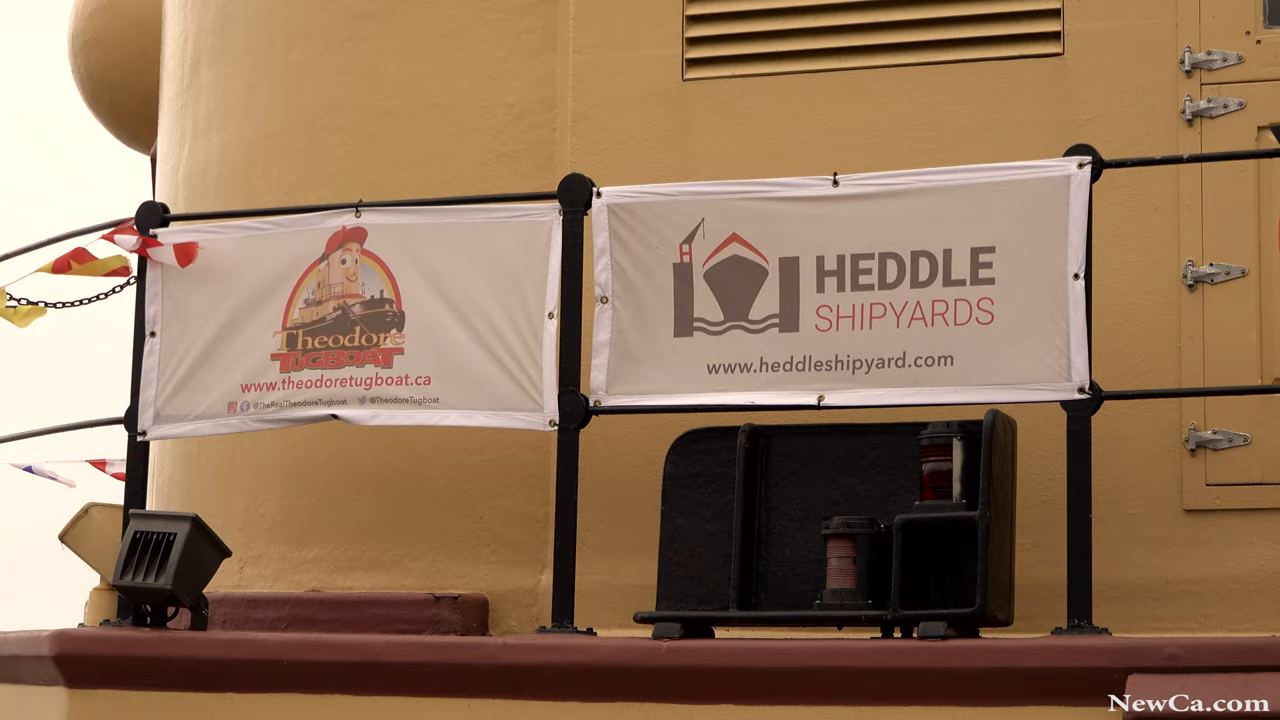 Theodore
TUGBOAT
www.theodoretugboat.ca
@TheRealTheodoreTugboat @TheodoreTugboat
HEDDLE
SHIPYARDS
www.heddleshipyard.com
NewCa.com